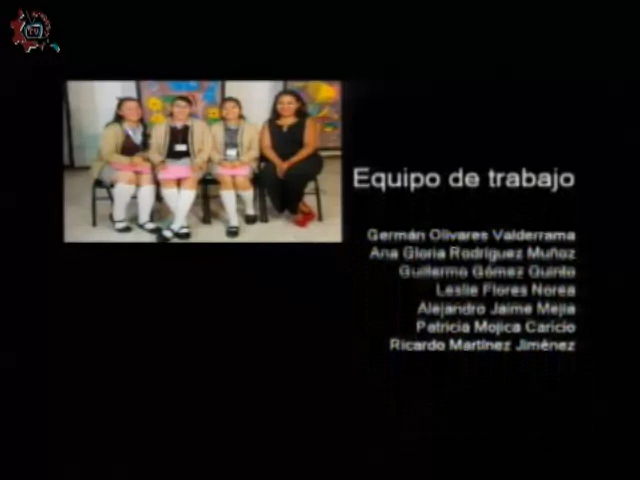 TV
Equipo de trabajo
Germán Olivares Valderrama
Ana Gloria Rodríguez Muñoz
Guillermo Gómez Quinto
Leslie Flores Norea
Alejandro Jaime Mejía
Patricia Mojica Caricio
Ricardo Martínez Jiménez